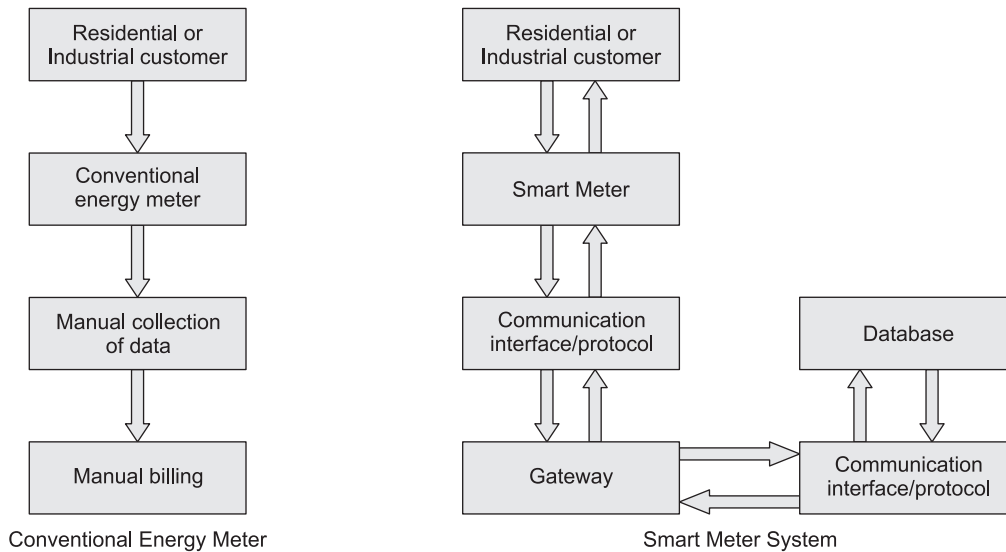 Residential or
Industrial customer
Conventional
energy meter
Manual collection
of data
Manual billing
Conventional Energy Meter
Residential or
Industrial customer
Smart Meter
Communication
interface/protocol
Gateway
Database
Communication
interface/protocol
Smart Meter System